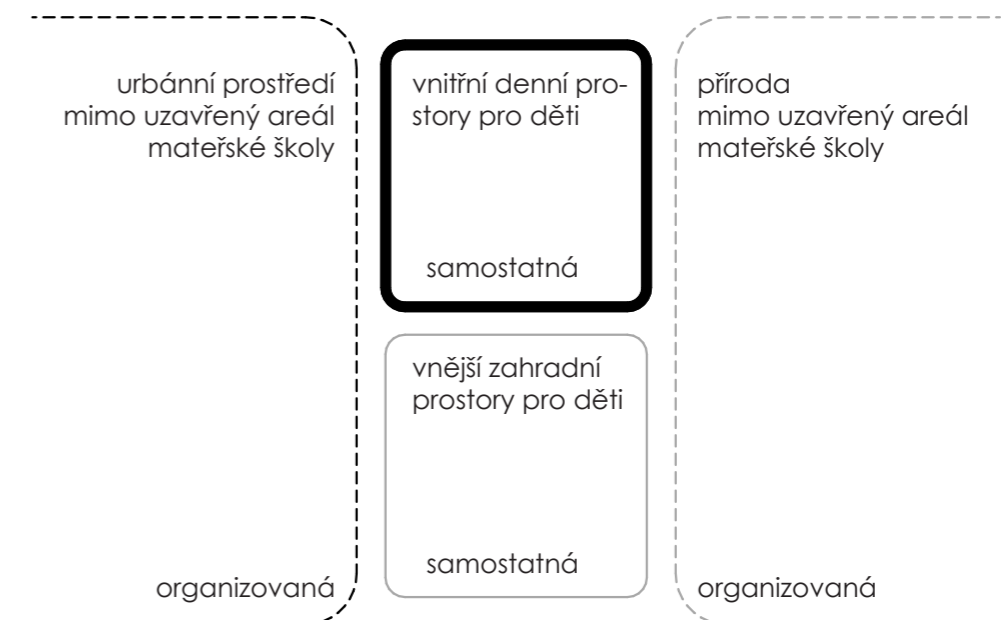 urbánní prostředí
mimo uzavřený areál
mateřské školy
organizovaná
vnitřní denní pro-
story pro děti
samostatná
vnější zahradní
prostory pro děti
samostatná
příroda
mimo uzavřený areál
mateřské školy
organizovaná